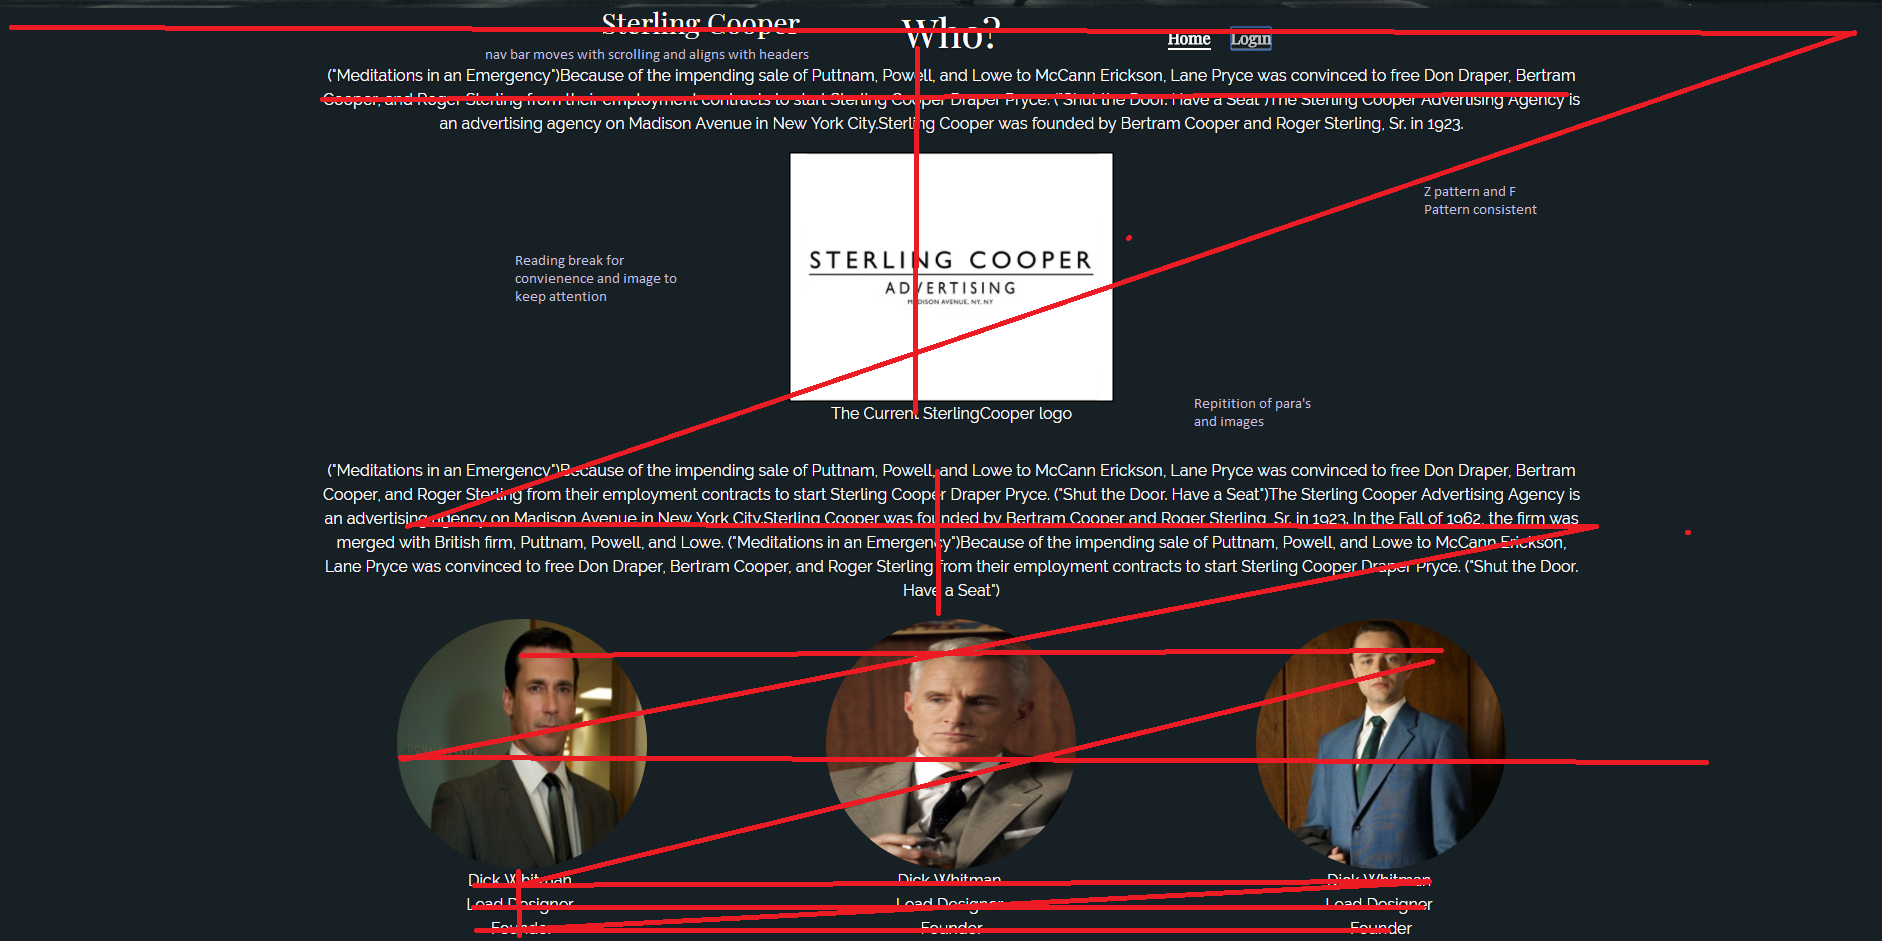 Sterling Cooper
Who?
Home
Login
nav bar moves with scrolling and aligns with headers
("Meditations in an Emergency")Because of the impending sale of Puttnam, Powell, and Lowe to McCann Erickson, Lane Pryce was convinced to free Don Draper, Bertram
Cooper, and Roger Sterling from their employment contracts to start Sterling Cooper Draper Pryce. ("Shut the Door. Have a Seat")The Sterling Cooper Advertising Agency is
an advertising agency on Madison Avenue in New York City.Sterling Cooper was founded by Bertram Cooper and Roger Sterling, Sr. in 1923.
STERLING COOPER
ADVERTISING
MADISON AVENUE, NY, NY
Z pattern and F
Pattern consistent
Reading break for
convienence and image to
keep attention
The Current SterlingCooper logo
Repitition of para's
and images
("Meditations in an Emergency")Because of the impending sale of Puttnam, Powell, and Lowe to McCann Erickson, Lane Pryce was convinced to free Don Draper, Bertram
Cooper, and Roger Sterling from their employment contracts to start Sterling Cooper Draper Pryce. ("Shut the Door. Have a Seat")The Sterling Cooper Advertising Agency is
an advertising agency on Madison Avenue in New York City.Sterling Cooper was founded by Bertram Cooper and Roger Sterling, Sr. in 1923. In the Fall of 1962, the firm was
merged with British firm, Puttnam, Powell, and Lowe. ("Meditations in an Emergency")Because of the impending sale of Puttnam, Powell, and Lowe to McCann Erickson,
Lane Pryce was convinced to free Don Draper, Bertram Cooper, and Roger Sterling from their employment contracts to start Sterling Cooper Draper Pryce. ("Shut the Door.
Have a Seat")
Dick Whitman
Lead Designer
Founder
Dick Whitman
Lead Designer
Founder
Dick Whitman
Lead Designer
Founder